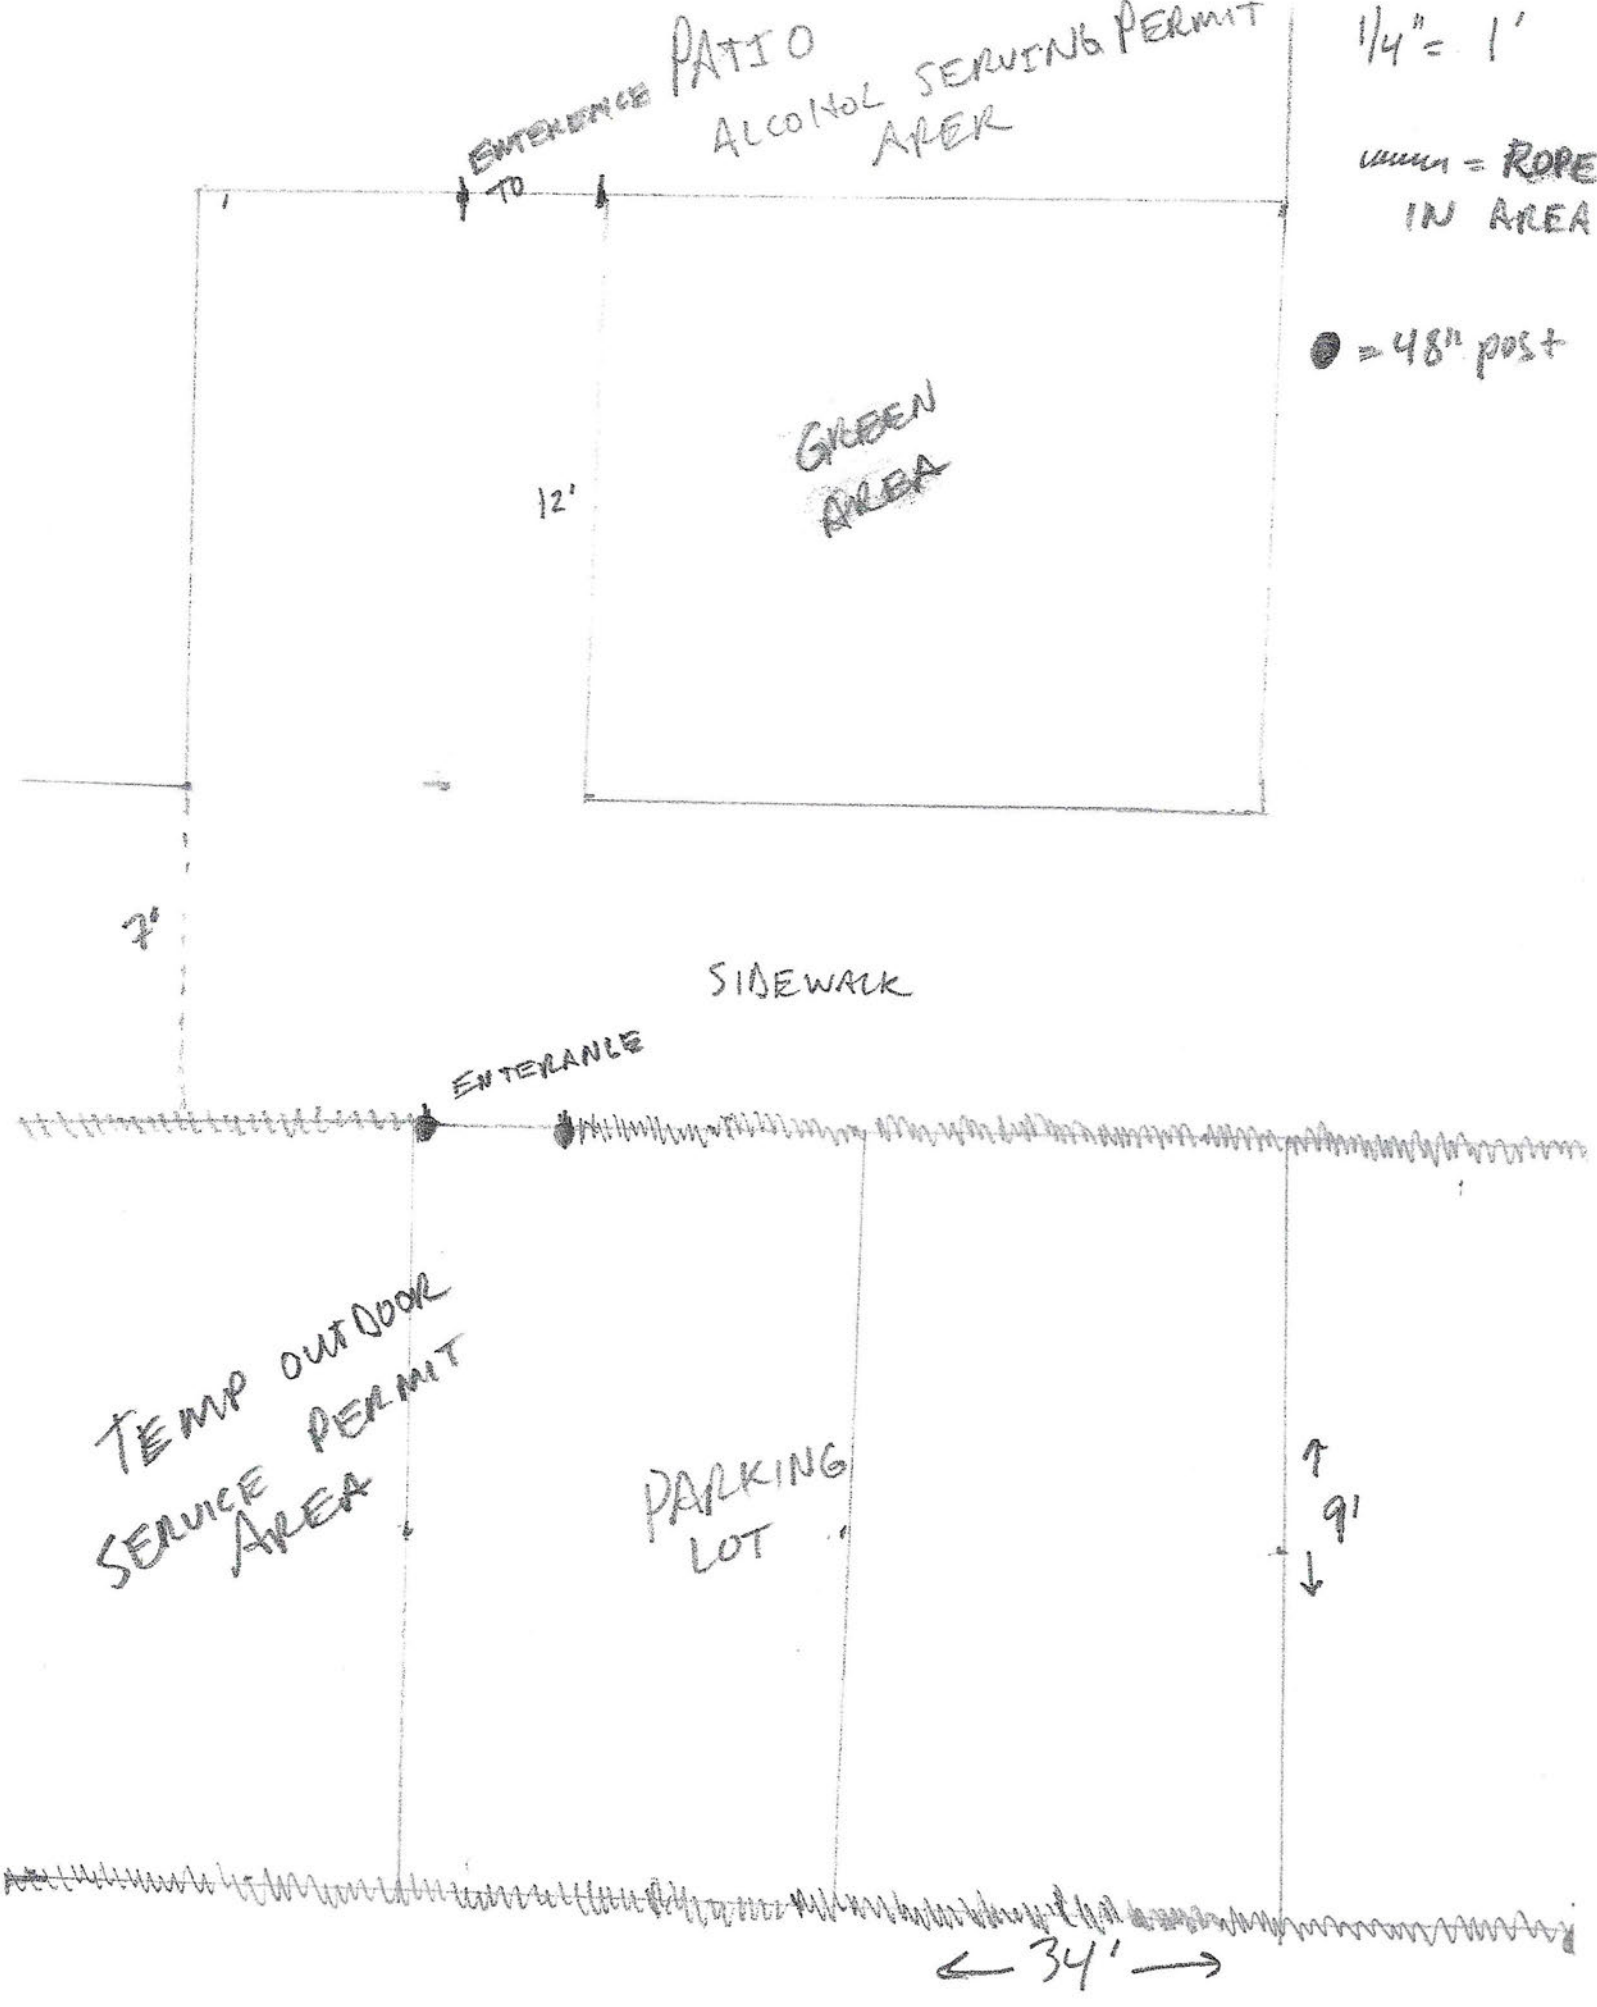 PATIO
ALCOHOL SERVING PERMIT
AREA
ENTERENCE
TO
1/4" = 1'
= ROPE
IN AREA
= 48" post
GREEN
AREA
12'
7'
SIDEWALK
ENTERANCE
TEMP OUTDOOR
SERVICE PERMIT
AREA
PARKING
LOT
9'
34'